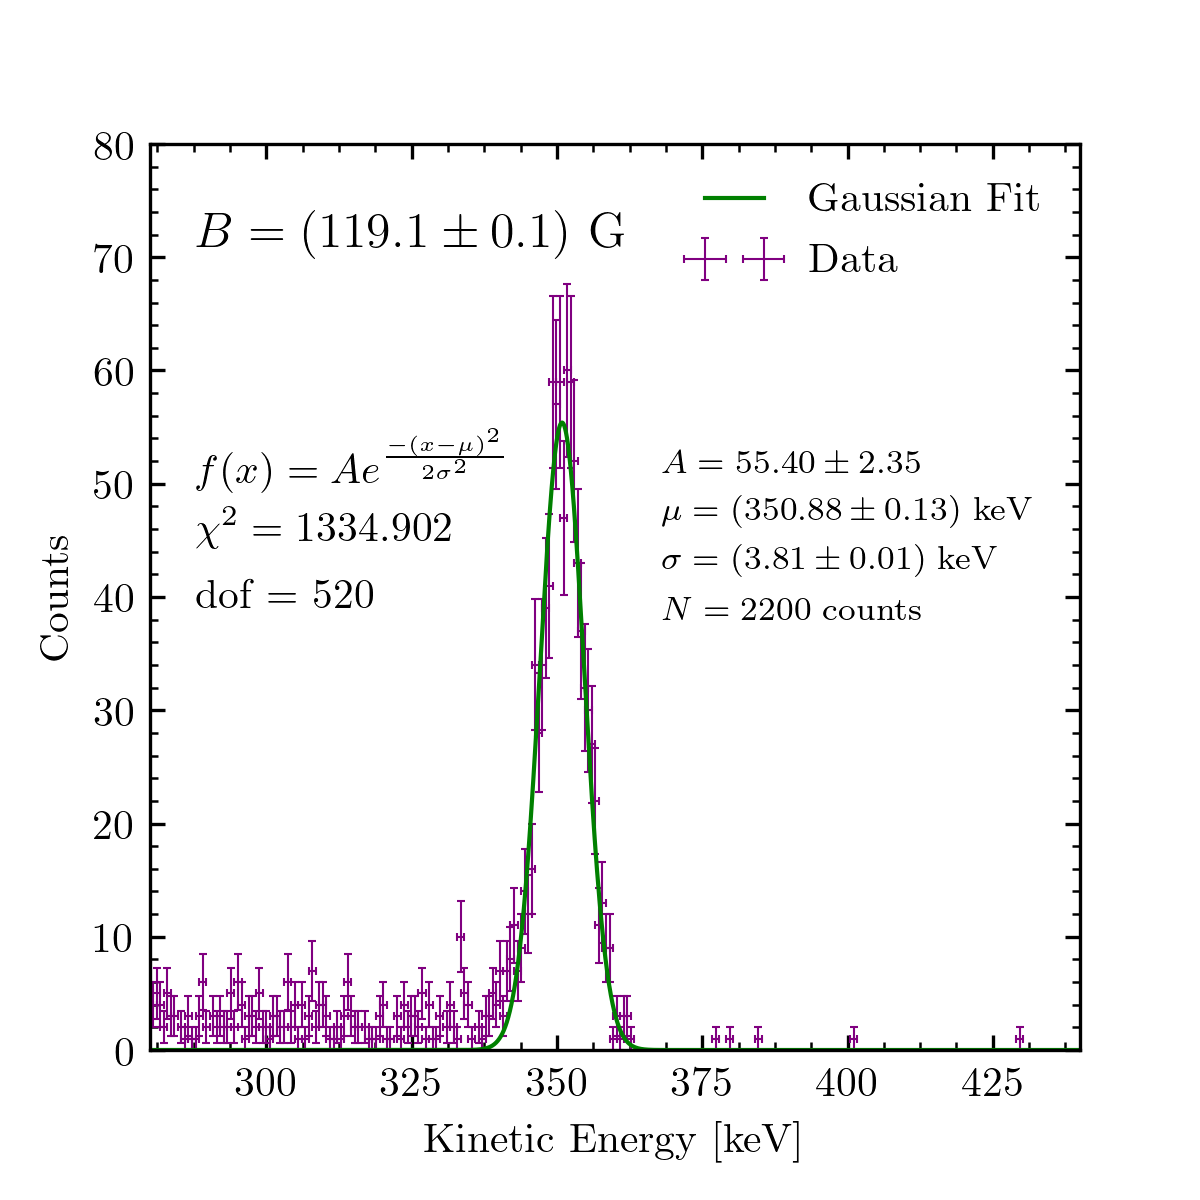 B = (119.1 ± 0.1) G
Gaussian Fit
Data
f(x) = Ae^{\frac{-(x-μ)^2}{2σ^2}}
χ² = 1334.902
dof = 520
A = 55.40 ± 2.35
μ = (350.88 ± 0.13) keV
σ = (3.81 ± 0.01) keV
N = 2200 counts
Counts
80
70
60
50
40
30
20
10
0
300 325 350 375 400 425
Kinetic Energy [keV]